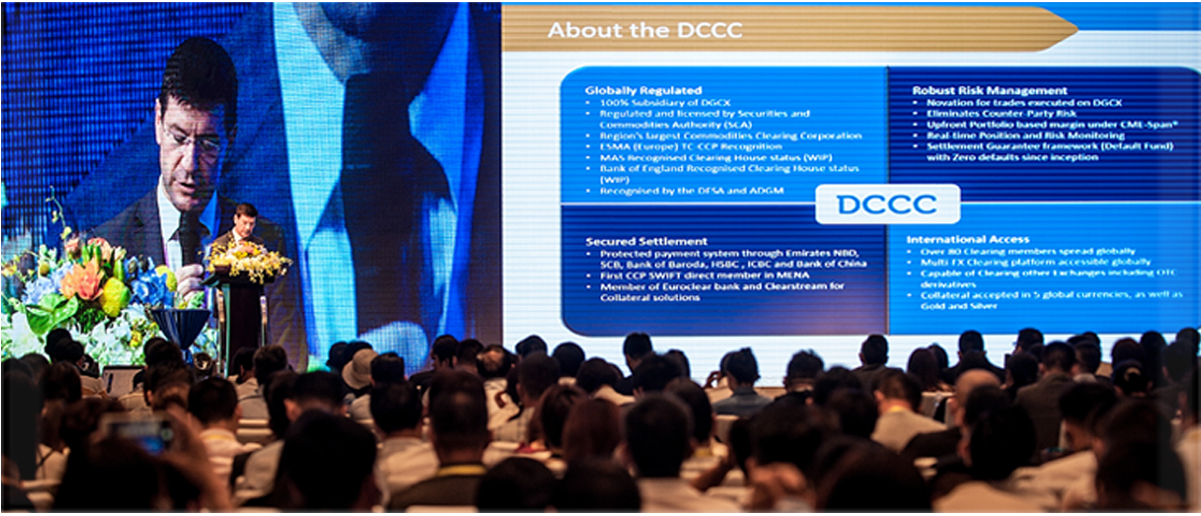 About the DCCC
Globally Regulated
• 100% Subsidiary of DGCX
• Regulated and licensed by Securities and
Commodities Authority (SCA)
• Region's largest Commodities Clearing Corporation
• ESMA (Europe) TC-CCP Recognition
• MAS Recognised Clearing House status (WIP)
• Bank of England Recognised Clearing House status
(WIP)
• Recognised by the DFSA and ADGM
Robust Risk Management
• Novation for trades executed on DGCX
• Eliminates Counter-Party Risk
• Upfront Portfolio based margin under CME-Span®
• Real-time Position and Risk Monitoring
• Settlement Guarantee framework (Default Fund)
with Zero defaults since inception
DCCC
Secured Settlement
• Protected payment system through Emirates NBD,
SCB, Bank of Baroda, HSBC , ICBC and Bank of China
• First CCP SWIFT direct member in MENA
• Member of Euroclear bank and Clearstream for
Collateral solutions
International Access
• Over 80 Clearing members spread globally
• Multi FX Clearing platform accessible globally
• Capable of Clearing other Exchanges including OTC
derivatives
• Collateral accepted in 5 global currencies, as well as
Gold and Silver